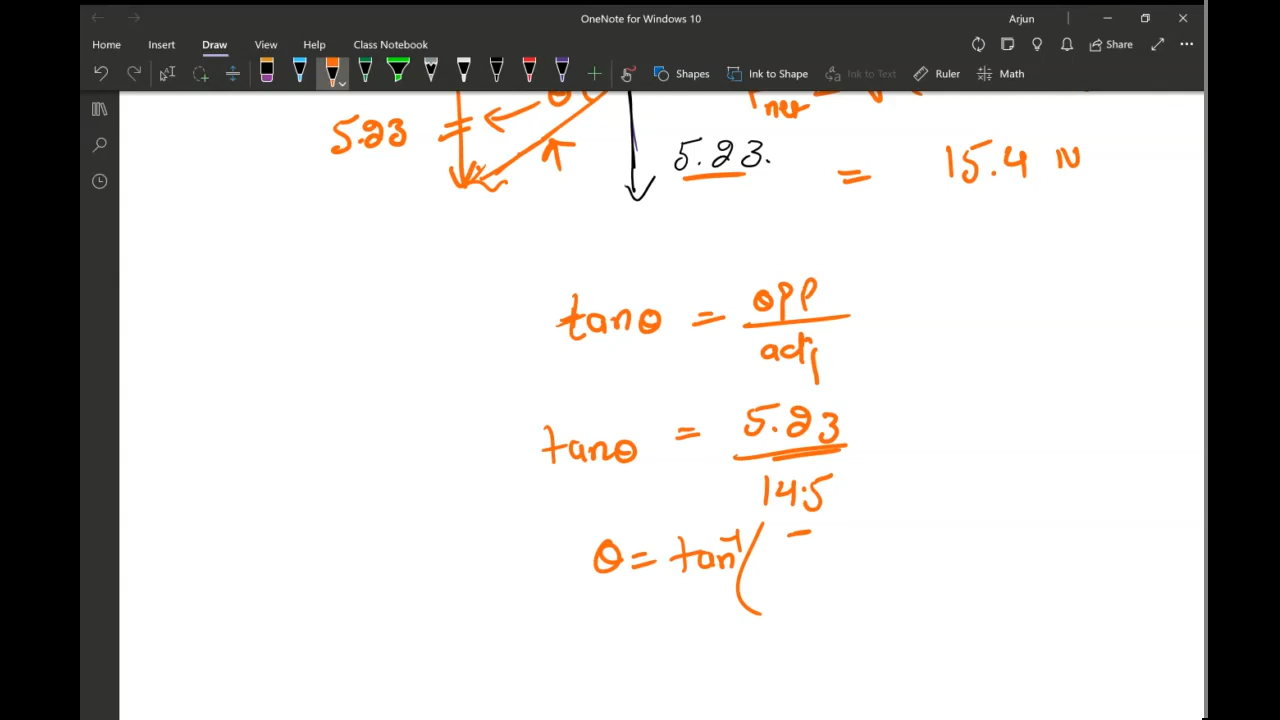 OneNote for Windows 10
Arjun
Home Insert Draw View Help Class Notebook
Share
Shapes Ink to Shape Ink to Text Ruler Math
5.23
5.23.
= 15.4 N
tanθ = opp
adj
tanθ = 5.23
14.5
θ = tan⁻¹(